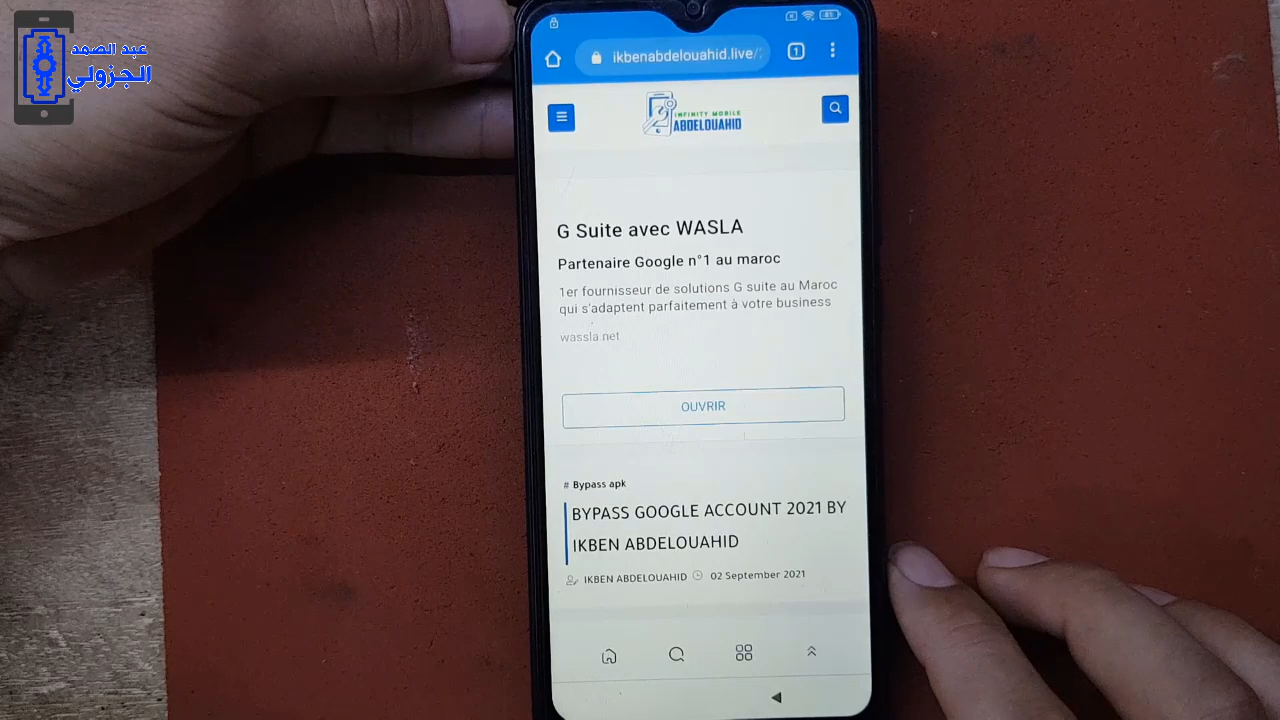 عبد الصمد
الجزولي
ikbenabdelouahid.live/
1
INFINITY MOBILE
ABDELOUAHID
G Suite avec WASLA
Partenaire Google n°1 au maroc
1er fournisseur de solutions G suite au Maroc
qui s'adaptent parfaitement à votre business
wassla.net
OUVRIR
# Bypass apk
BYPASS GOOGLE ACCOUNT 2021 BY
IKBEN ABDELOUAHID
IKBEN ABDELOUAHID 02 September 2021